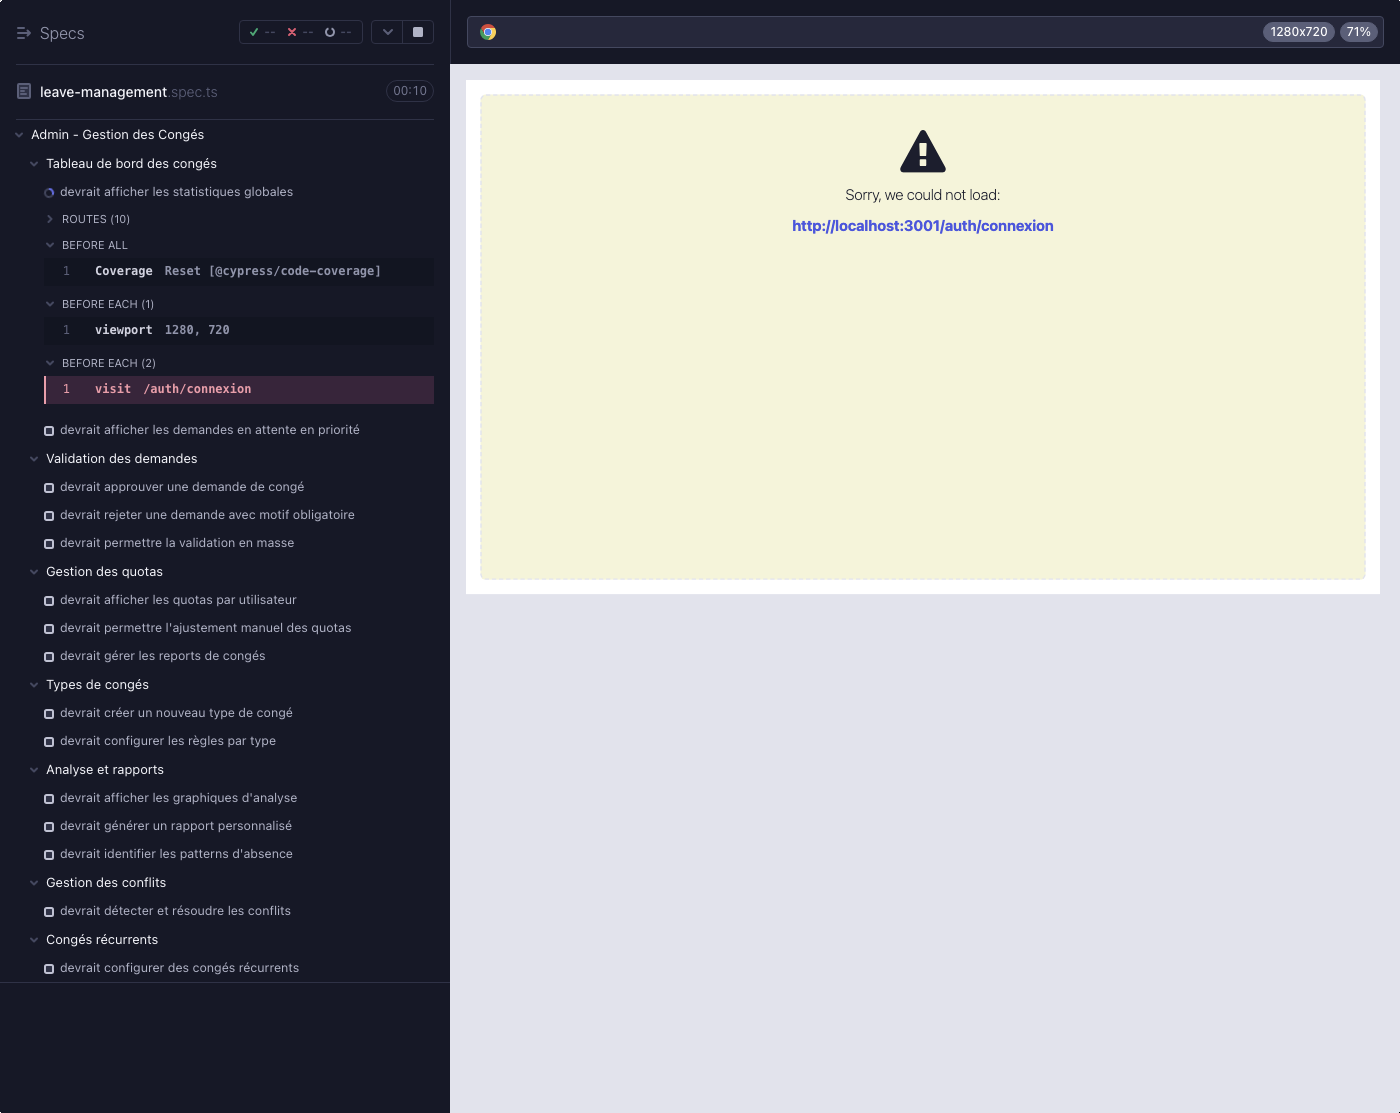 Specs
-- -- --
leave-management.spec.ts 00:10
Admin - Gestion des Congés
Tableau de bord des congés
devrait afficher les statistiques globales
ROUTES (10)
BEFORE ALL
1 Coverage Reset [@cypress/code-coverage]
BEFORE EACH (1)
1 viewport 1280, 720
BEFORE EACH (2)
1 visit /auth/connexion
devrait afficher les demandes en attente en priorité
Validation des demandes
devrait approuver une demande de congé
devrait rejeter une demande avec motif obligatoire
devrait permettre la validation en masse
Gestion des quotas
devrait afficher les quotas par utilisateur
devrait permettre l'ajustement manuel des quotas
devrait gérer les reports de congés
Types de congés
devrait créer un nouveau type de congé
devrait configurer les règles par type
Analyse et rapports
devrait afficher les graphiques d'analyse
devrait générer un rapport personnalisé
devrait identifier les patterns d'absence
Gestion des conflits
devrait détecter et résoudre les conflits
Congés récurrents
devrait configurer des congés récurrents
1280x720 71%
Sorry, we could not load:
http://localhost:3001/auth/connexion